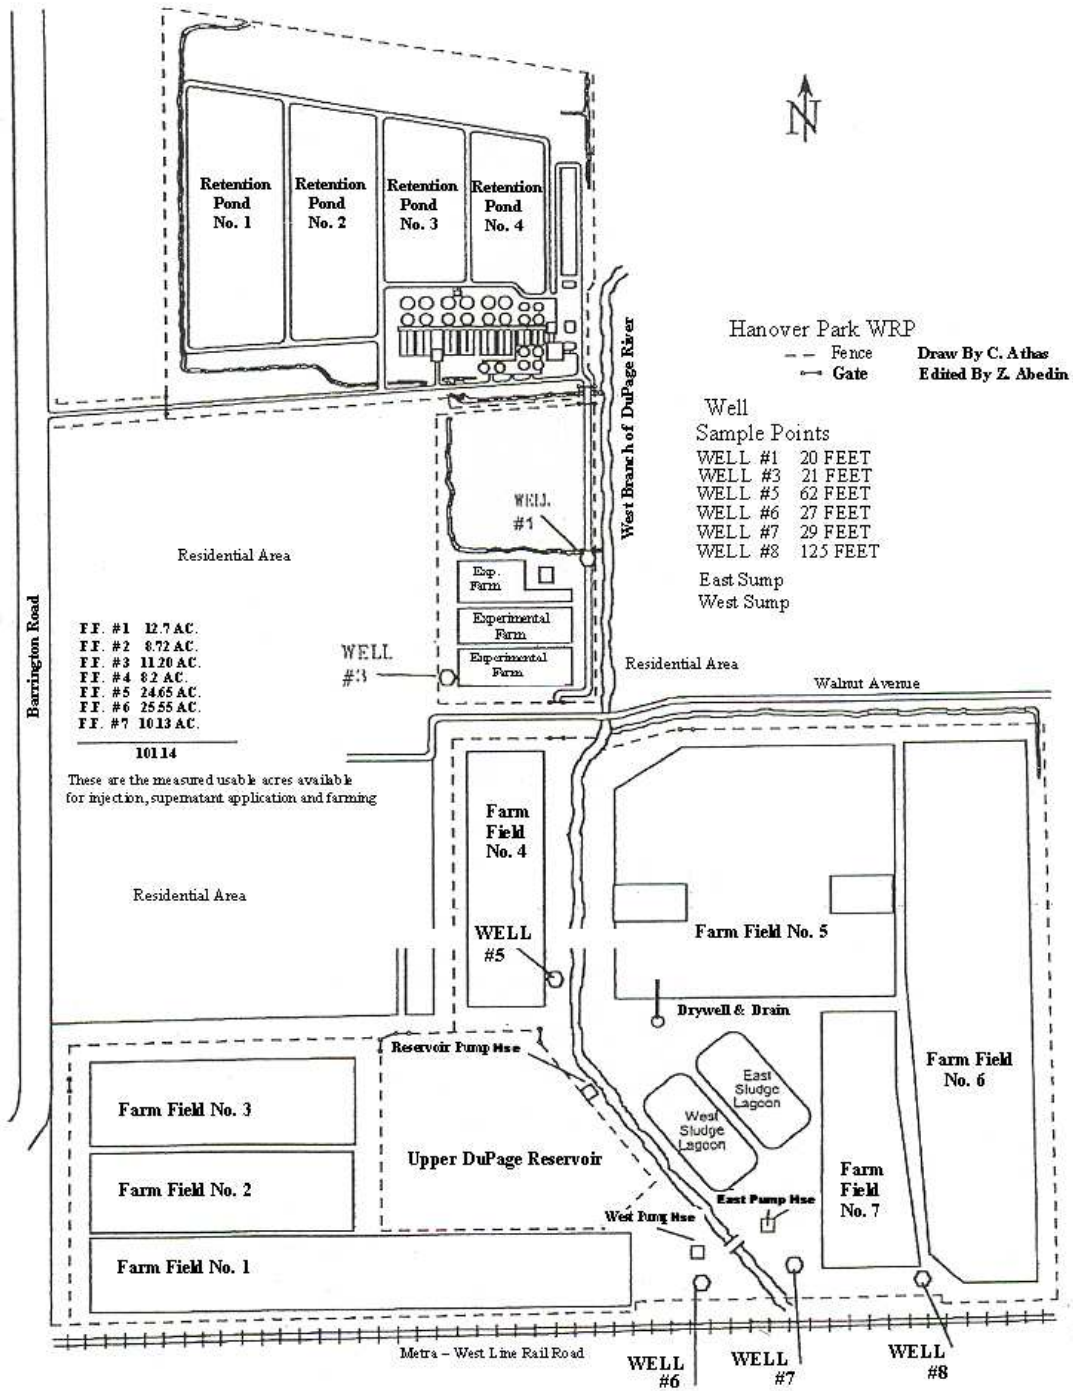 Retention
Pond
No. 1
Retention
Pond
No. 2
Retention
Pond
No. 3
Retention
Pond
No. 4
N
Hanover Park WRP
Fence
Gate
Draw By C. Athas
Edited By Z. Abedin
Well
Sample Points
WELL #1 20 FEET
WELL #3 21 FEET
WELL #5 62 FEET
WELL #6 27 FEET
WELL #7 29 FEET
WELL #8 125 FEET
East Sump
West Sump
West Branch of DuPage River
WELL
#1
Residential Area
Exp.
Farm
Experimental
Farm
Experimental
Farm
WELL
#3
Barrington Road
F.F. #1 12.7 AC.
F.F. #2 8.72 AC.
F.F. #3 11.20 AC.
F.F. #4 8.2 AC.
F.F. #5 24.65 AC.
F.F. #6 25.55 AC.
F.F. #7 10.13 AC.
101.14
These are the measured usable acres available
for injection, supernatant application and farming
Residential Area
Walnut Avenue
Farm
Field
No. 4
Residential Area
WELL
#5
Farm Field No. 5
Drywell & Drain
Reservoir Pump Hse
East
Sludge
Lagoon
West
Sludge
Lagoon
Farm Field
No. 6
Farm Field No. 3
Upper DuPage Reservoir
Farm Field No. 2
Farm
Field
No. 7
East Pump Hse
West Pump Hse
Farm Field No. 1
Metra – West Line Rail Road
WELL
#6
WELL
#7
WELL
#8